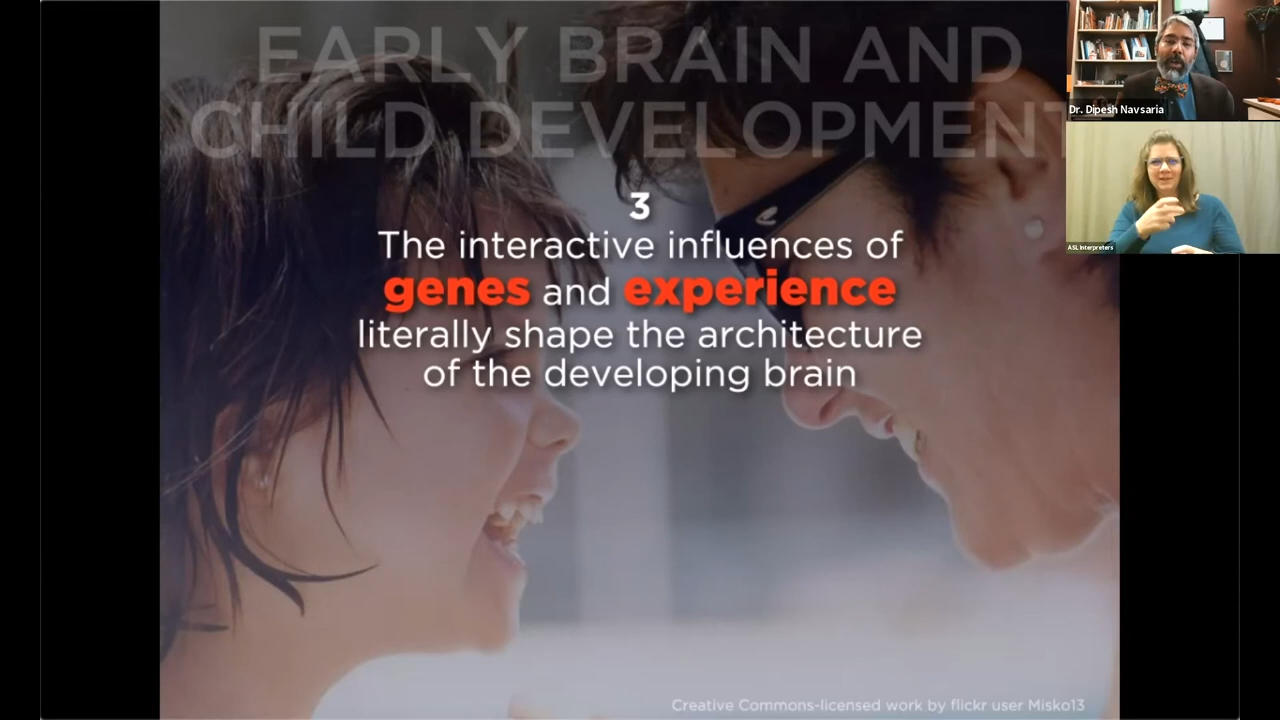 EARLY BRAIN AND
CHILD DEVELOPMENT
3
The interactive influences of
genes and experience
literally shape the architecture
of the developing brain
Creative Commons-licensed work by flickr user Misko13
Dr. Dipesh Navsaria
ASL Interpreters